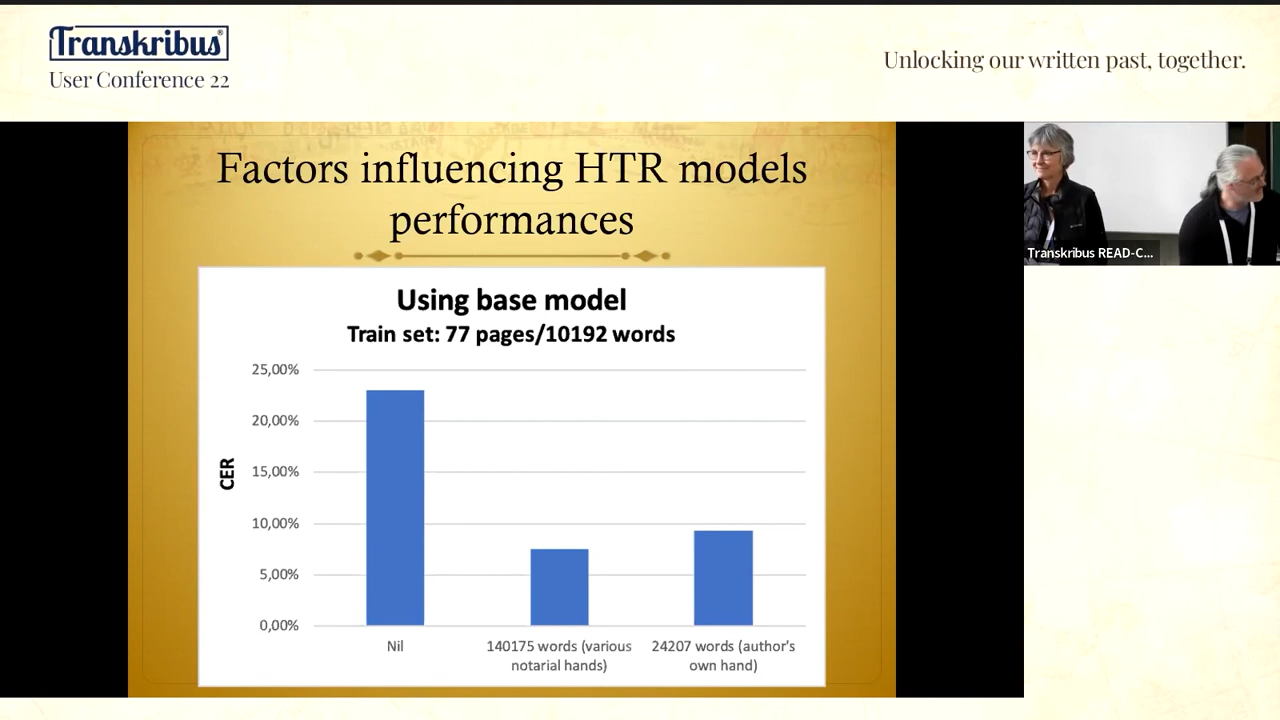 Transkribus®
User Conference 22
Unlocking our written past, together.
Factors influencing HTR models
performances
Using base model
Train set: 77 pages/10192 words
25,00%
20,00%
15,00%
10,00%
5,00%
0,00%
CER
Nil
140175 words (various
notarial hands)
24207 words (author's
own hand)
Transkribus READ-C...